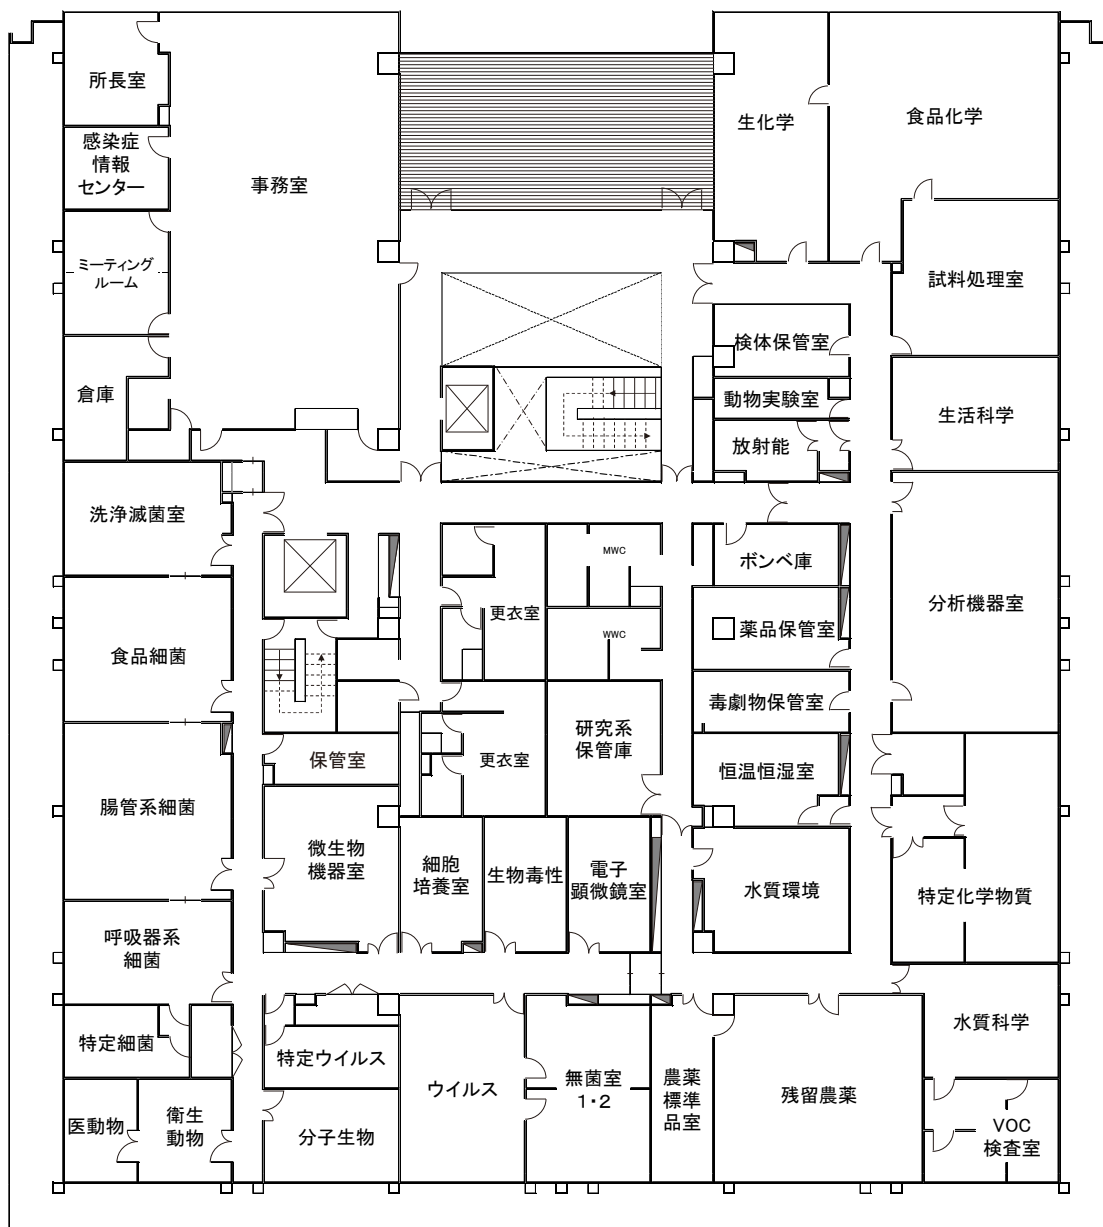 所長室
生化学
食品化学
感染症
情報
センター
事務室
ミーティング
ルーム
試料処理室
検体保管室
倉庫
動物実験室
生活科学
放射能
洗浄滅菌室
MWC
ボンベ庫
更衣室
分析機器室
WWC
薬品保管室
食品細菌
毒劇物保管室
研究系
保管庫
保管室
更衣室
恒温恒湿室
腸管系細菌
微生物
機器室
細胞
培養室
生物毒性
電子
顕微鏡室
水質環境
特定化学物質
呼吸器系
細菌
水質科学
特定細菌
特定ウイルス
ウイルス
無菌室
1・2
農薬
標準
品室
残留農薬
医動物
衛生
動物
分子生物
VOC
検査室